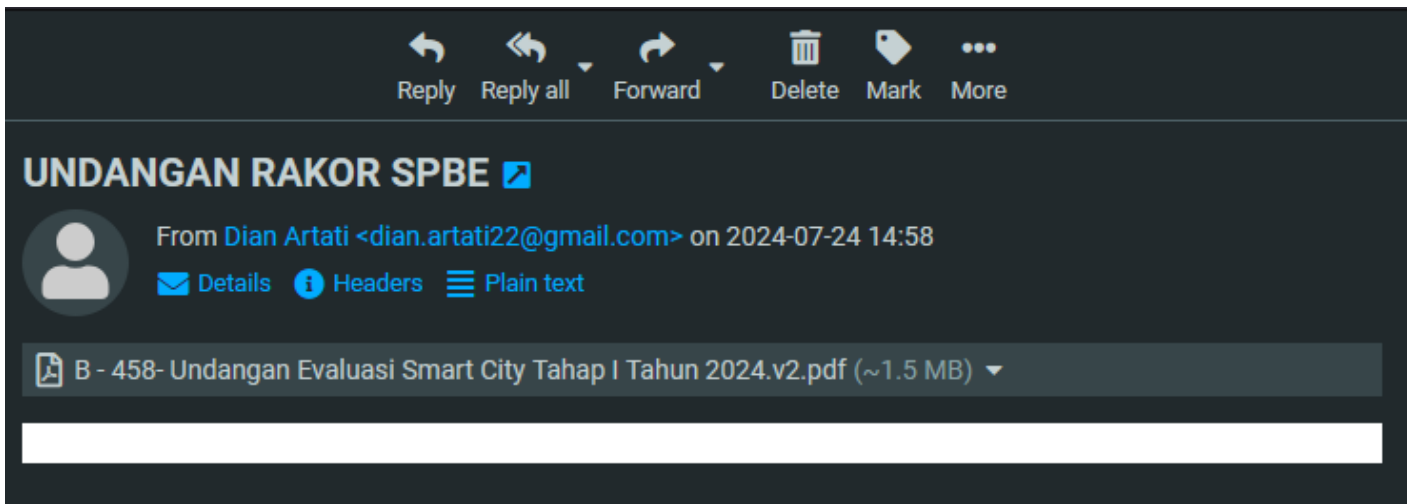 Reply Reply all Forward Delete Mark More
UNDANGAN RAKOR SPBE
From Dian Artati <dian.artati22@gmail.com> on 2024-07-24 14:58
Details Headers Plain text
B - 458- Undangan Evaluasi Smart City Tahap I Tahun 2024.v2.pdf (~1.5 MB)